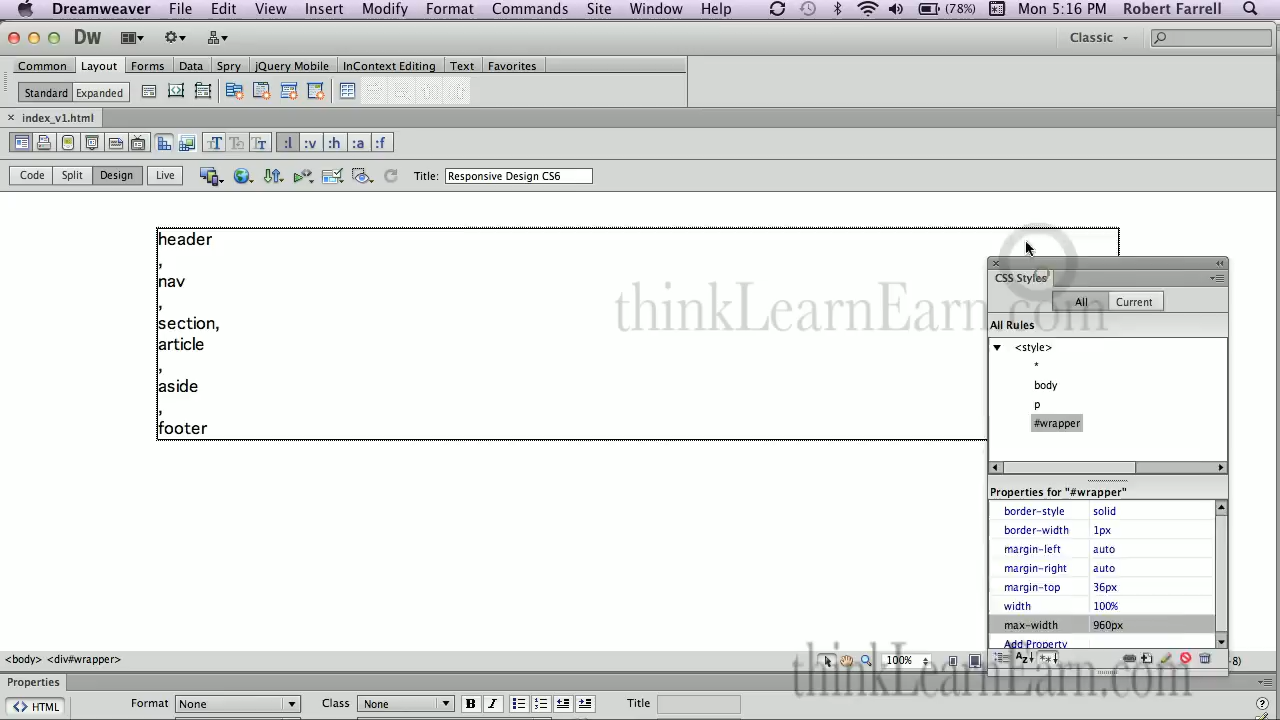 Dreamweaver File Edit View Insert Modify Format Commands Site Window Help (78%) Mon 5:16 PM Robert Farrell
Dw Classic
Common Layout Forms Data Spry jQuery Mobile InContext Editing Text Favorites
Standard Expanded
index_v1.html
:l :v :h :a :f
Code Split Design Live Title: Responsive Design CS6
header
,
nav
,
section,
article
,
aside
,
footer
thinkLearnEarn.com
CSS Styles
All Current
All Rules
<style>
*
body
p
#wrapper
Properties for "#wrapper"
border-style solid
border-width 1px
margin-left auto
margin-right auto
margin-top 36px
width 100%
max-width 960px
Add Property
<body> <div#wrapper> 100% -8)
thinkLearnEarn.com
Properties
HTML Format None Class None B I Title